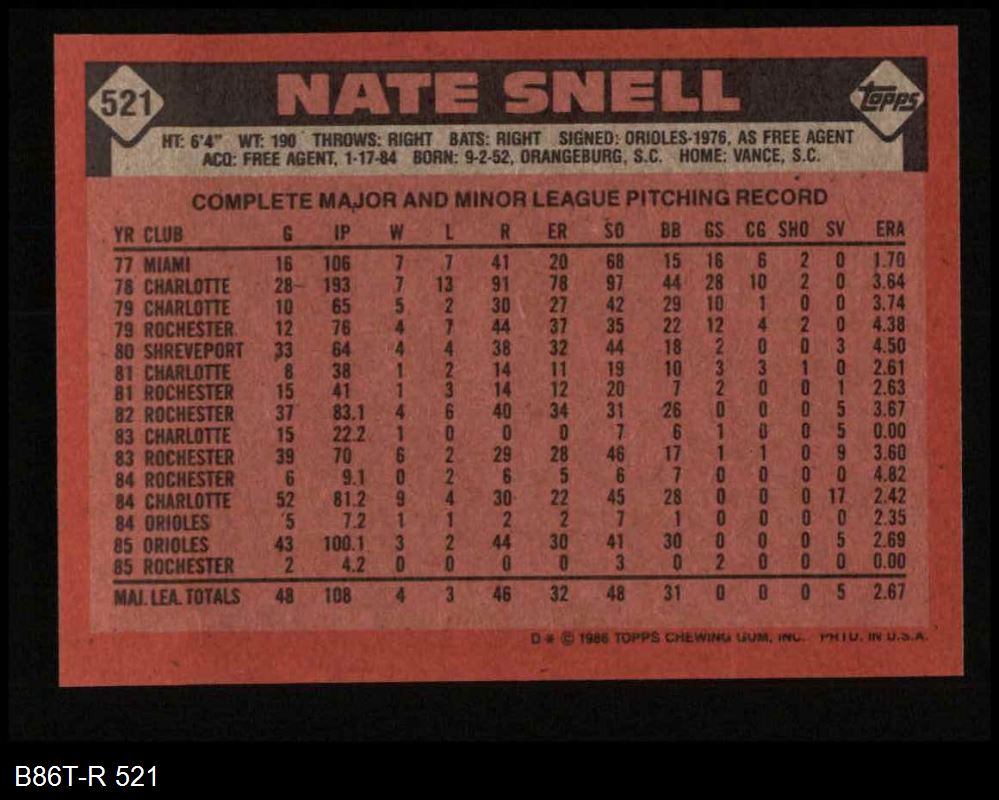 521 NATE SNELL topps
HT: 6'4" WT: 190 THROWS: RIGHT BATS: RIGHT SIGNED: ORIOLES-1976, AS FREE AGENT
ACQ: FREE AGENT, 1-17-84 BORN: 9-2-52, ORANGEBURG, S.C. HOME: VANCE, S.C.
COMPLETE MAJOR AND MINOR LEAGUE PITCHING RECORD
YR CLUB G IP W L R ER SO BB GS CG SHO SV ERA
77 MIAMI 16 106 7 7 41 20 68 15 16 6 2 0 1.70
78 CHARLOTTE 28 193 7 13 91 78 97 44 28 10 2 0 3.64
79 CHARLOTTE 10 65 5 2 30 27 42 29 10 1 0 0 3.74
79 ROCHESTER 12 76 4 7 44 37 35 22 12 4 2 0 4.38
80 SHREVEPORT 33 64 4 4 38 32 44 18 2 0 0 3 4.50
81 CHARLOTTE 8 38 1 2 14 11 19 10 3 3 1 0 2.61
81 ROCHESTER 15 41 1 3 14 12 20 7 2 0 0 1 2.63
82 ROCHESTER 37 83.1 4 6 40 34 31 26 0 0 0 5 3.67
83 CHARLOTTE 15 22.2 1 0 0 0 7 6 1 0 0 5 0.00
83 ROCHESTER 39 70 6 2 29 28 46 17 1 1 0 9 3.60
84 ROCHESTER 6 9.1 0 2 6 5 6 7 0 0 0 0 4.82
84 CHARLOTTE 52 81.2 9 4 30 22 45 28 0 0 0 17 2.42
84 ORIOLES 5 7.2 1 1 2 2 7 1 0 0 0 0 2.35
85 ORIOLES 43 100.1 3 2 44 30 41 30 0 0 0 5 2.69
85 ROCHESTER 2 4.2 0 0 0 0 3 0 2 0 0 0 0.00
MAJ. LEA. TOTALS 48 108 4 3 46 32 48 31 0 0 0 5 2.67
D * © 1986 TOPPS CHEWING GUM, INC. PRTD. IN U.S.A.
B86T-R 521